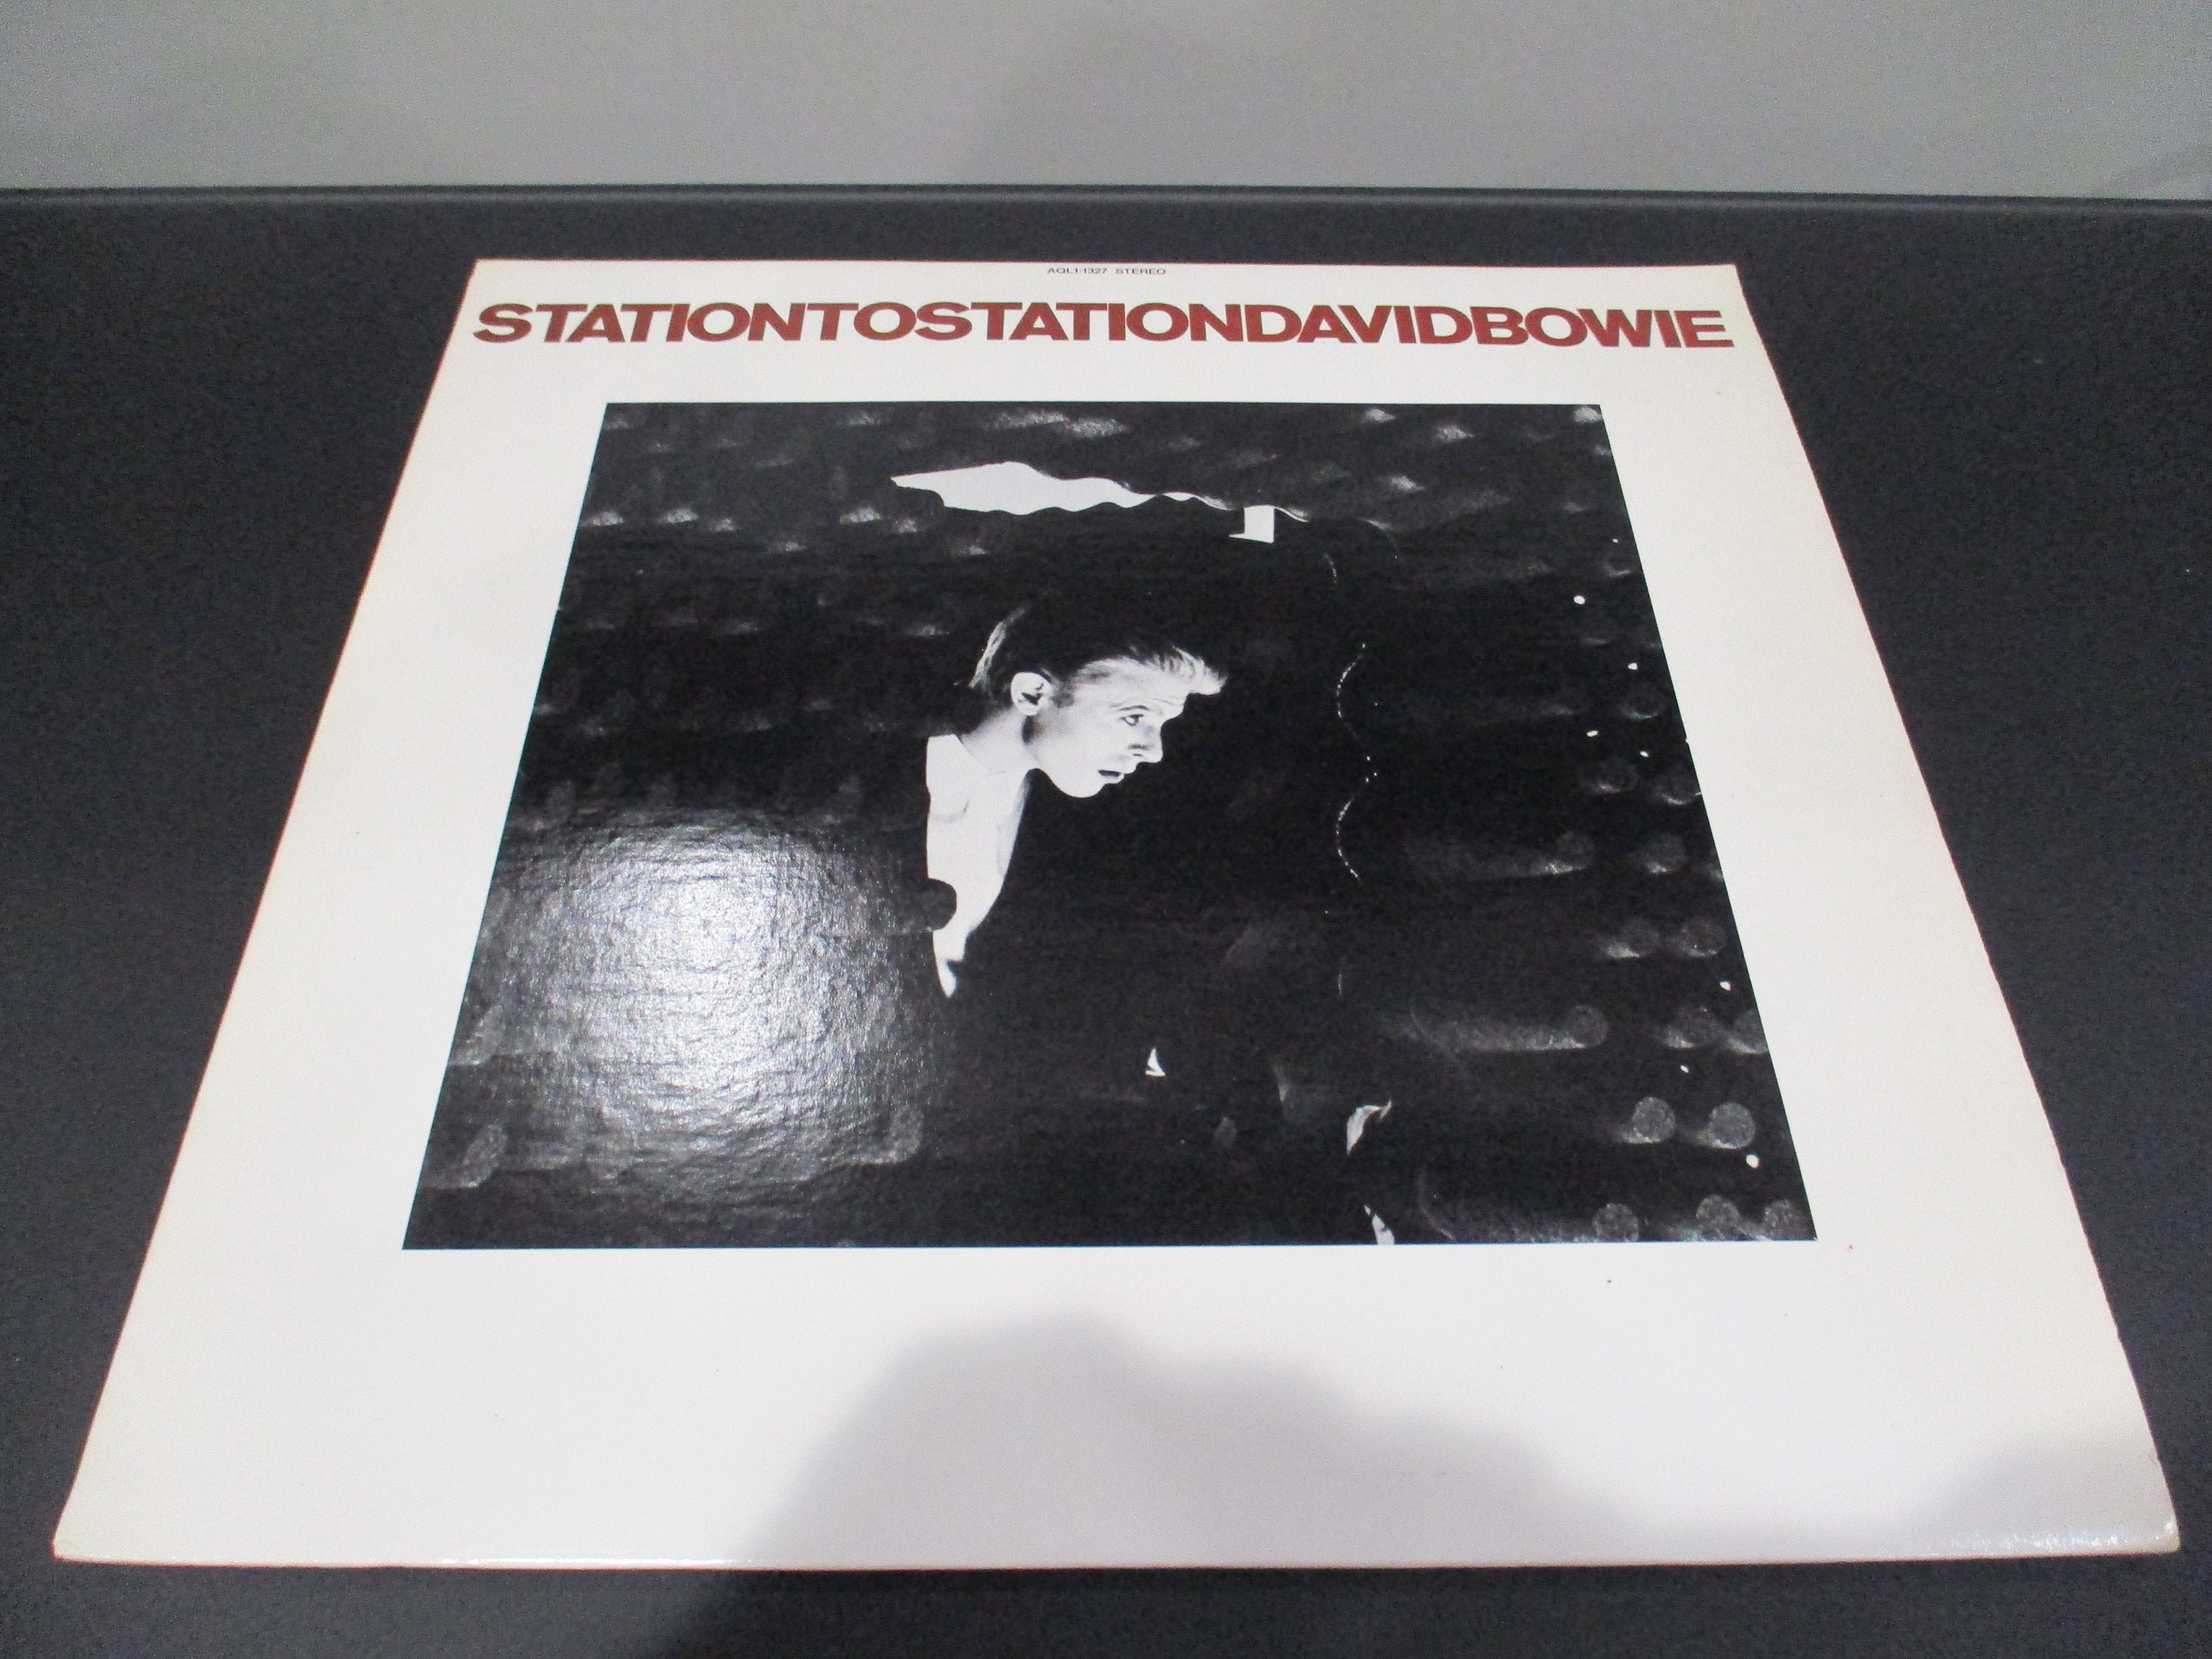 AQL1-1327 STEREO
STATIONTOSTATIONDAVIDBOWIE